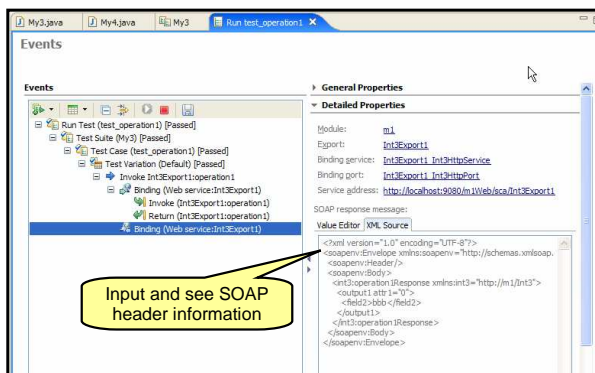 My3.java
My4.java
My3
Run test_operation1
Events
Events
Run Test (test_operation1) [Passed]
Test Suite (My3) [Passed]
Test Case (test_operation1) [Passed]
Test Variation (Default) [Passed]
Invoke Int3Export1:operation1
Binding (Web service:Int3Export1)
Invoke (Int3Export1:operation1)
Return (Int3Export1:operation1)
Binding (Web service:Int3Export1)
General Properties
Detailed Properties
Module: m1
Export: Int3Export1
Binding service: Int3Export1_Int3HttpService
Binding port: Int3Export1_Int3HttpPort
Service address: http://localhost:9080/m1Web/sca/Int3Export1
SOAP response message:
Value Editor XML Source
<?xml version="1.0" encoding="UTF-8"?>
<soapenv:Envelope xmlns:soapenv="http://schemas.xmlsoap.
<soapenv:Header/>
<soapenv:Body>
<int3:operation1Response xmlns:int3="http://m1/Int3">
<output1 attr1="0">
<field2>bbb</field2>
</output1>
</int3:operation1Response>
</soapenv:Body>
</soapenv:Envelope>
Input and see SOAP
header information